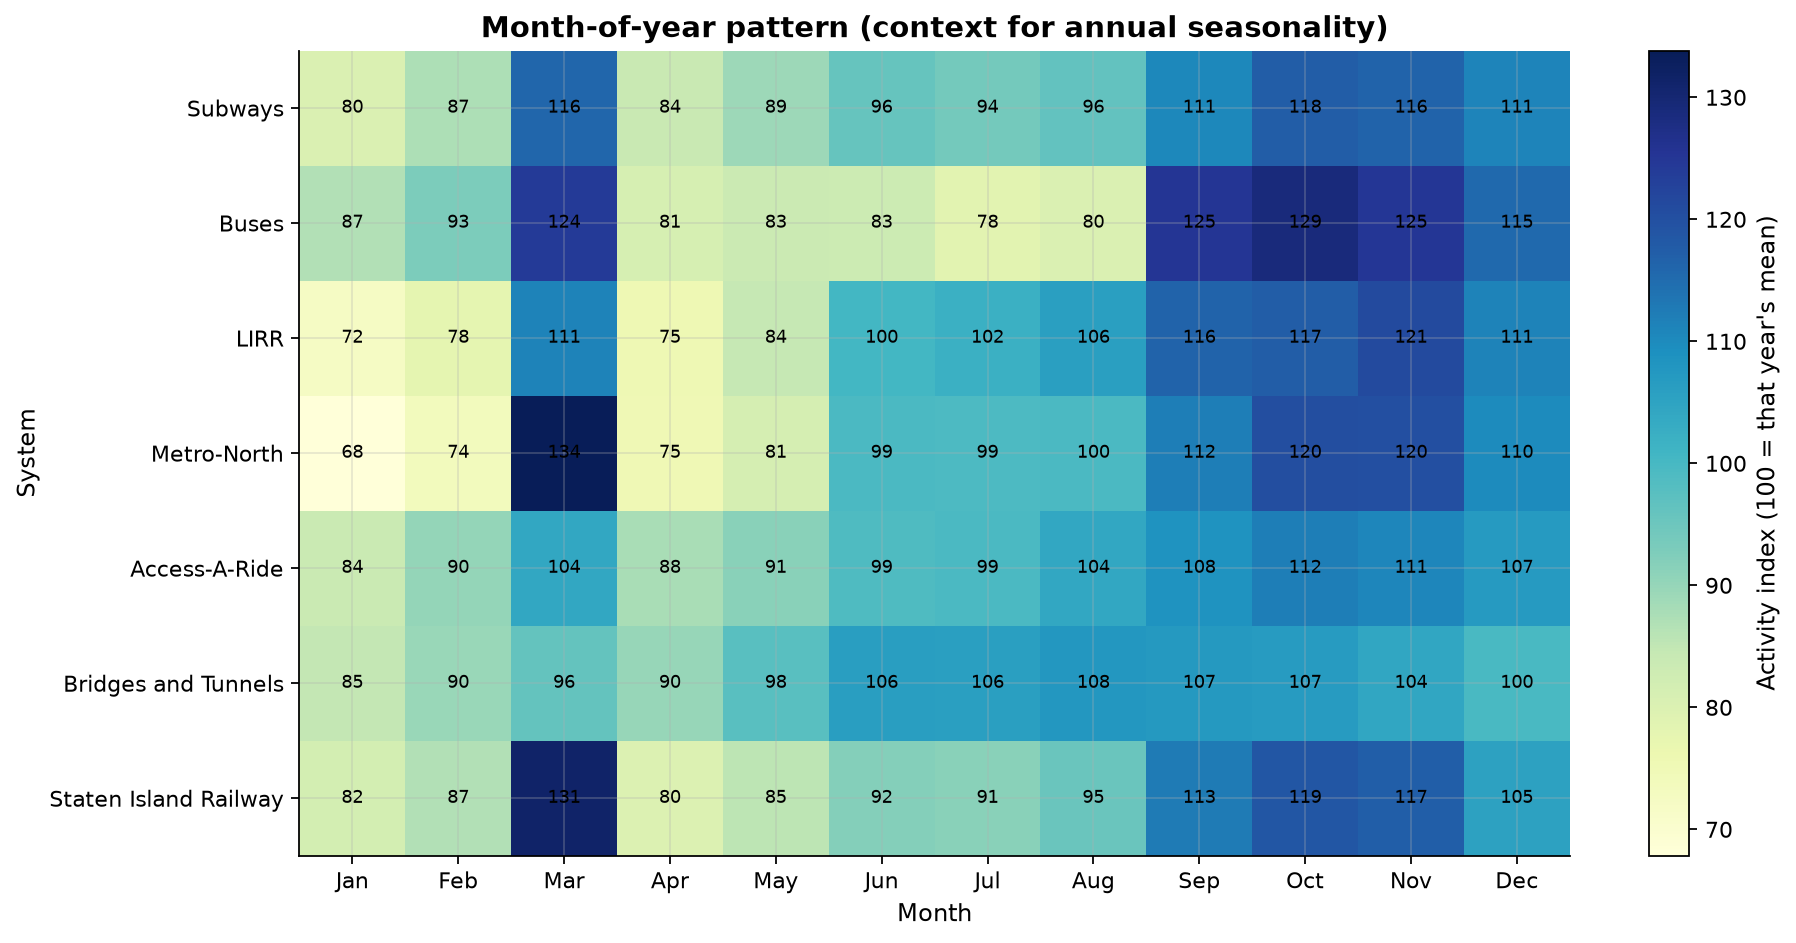 Month-of-year pattern (context for annual seasonality)
Subways 80 87 116 84 89 96 94 96 111 118 116 111
Buses 87 93 124 81 83 83 78 80 125 129 125 115
LIRR 72 78 111 75 84 100 102 106 116 117 121 111
Metro-North 68 74 134 75 81 99 99 100 112 120 120 110
Access-A-Ride 84 90 104 88 91 99 99 104 108 112 111 107
Bridges and Tunnels 85 90 96 90 98 106 106 108 107 107 104 100
Staten Island Railway 82 87 131 80 85 92 91 95 113 119 117 105
Jan Feb Mar Apr May Jun Jul Aug Sep Oct Nov Dec
Month
System
130
120
110
100
90
80
70
Activity index (100 = that year's mean)